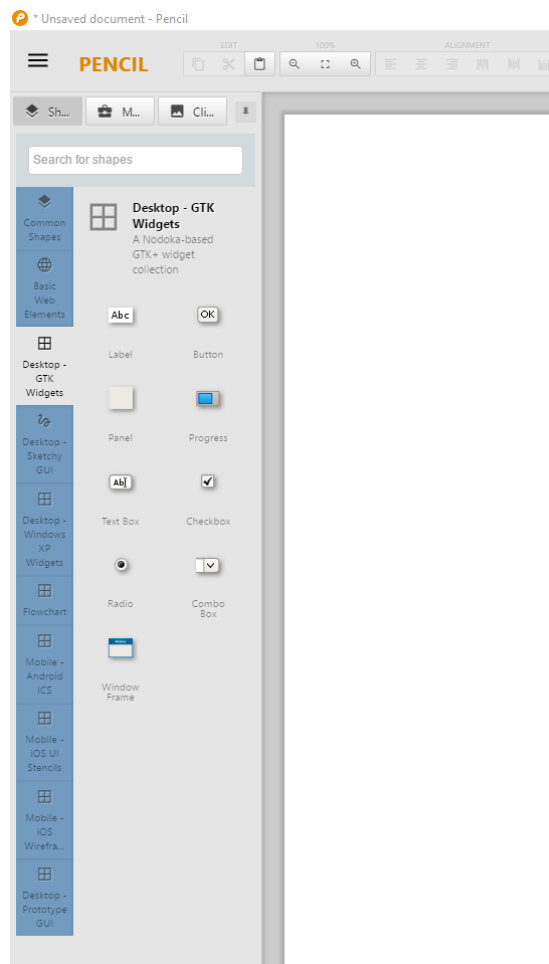 * Unsaved document - Pencil
EDIT
100%
ALIGNMENT
PENCIL
Sh...
M...
Cli...
Search for shapes
Common
Shapes
Basic
Web
Elements
Desktop -
GTK
Widgets
Desktop -
Sketchy
GUI
Desktop -
Windows
XP
Widgets
Flowchart
Mobile -
Android
ICS
Mobile -
iOS UI
Stencils
Mobile -
iOS
Wirefra...
Desktop -
Prototype
GUI
Desktop - GTK
Widgets
A Nodoka-based
GTK+ widget
collection
Abc
OK
Label
Button
Panel
Progress
Ab
Text Box
Checkbox
Radio
Combo
Box
Window
Frame